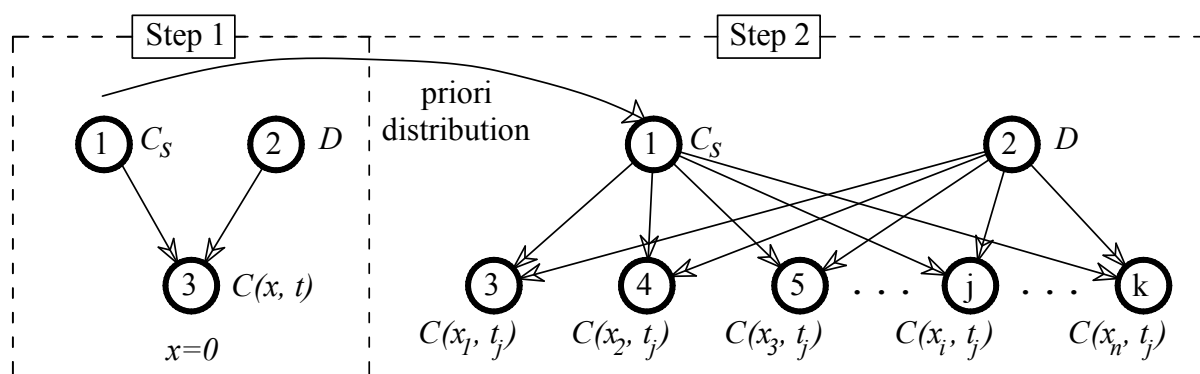 Step 1
Step 2
priori
distribution
1 C_S
2 D
1 C_S
2 D
3 C(x, t)
3
4
5
. . .
j
. . .
k
C(x_1, t_j)
C(x_2, t_j)
C(x_3, t_j)
C(x_i, t_j)
C(x_n, t_j)
x=0